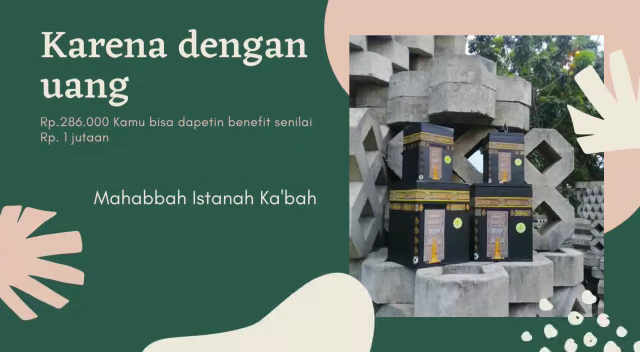 Karena dengan
uang
Rp.286.000 Kamu bisa dapetin benefit senilai
Rp. 1 jutaan
Mahabbah Istanah Ka'bah